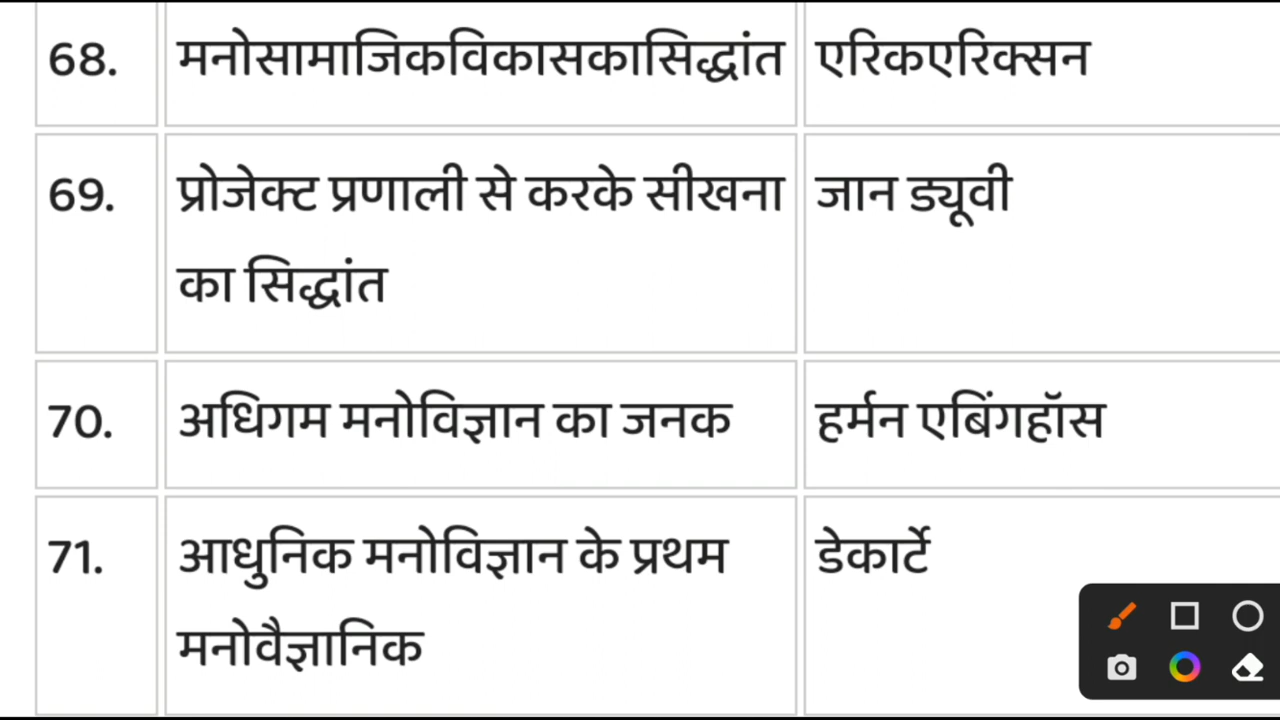 68. मनोसामाजिकविकासकासिद्धांत एरिकएरिक्सन
69. प्रोजेक्ट प्रणाली से करके सीखना जान ड्यूवी
का सिद्धांत
70. अधिगम मनोविज्ञान का जनक हर्मन एबिंगहॉस
71. आधुनिक मनोविज्ञान के प्रथम डेकार्टे
मनोवैज्ञानिक